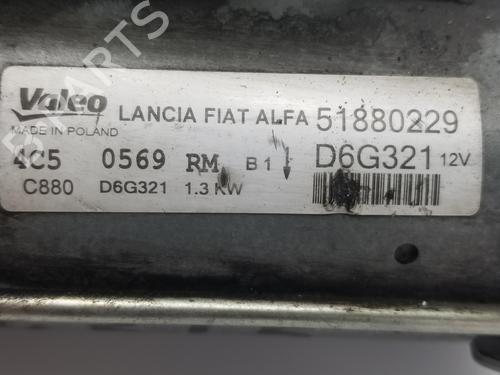 Valeo LANCIA FIAT ALFA 51880229
MADE IN POLAND
4C5 0569 RM B1 D6G321 12V
C880 D6G321 1.3 KW
PARTS